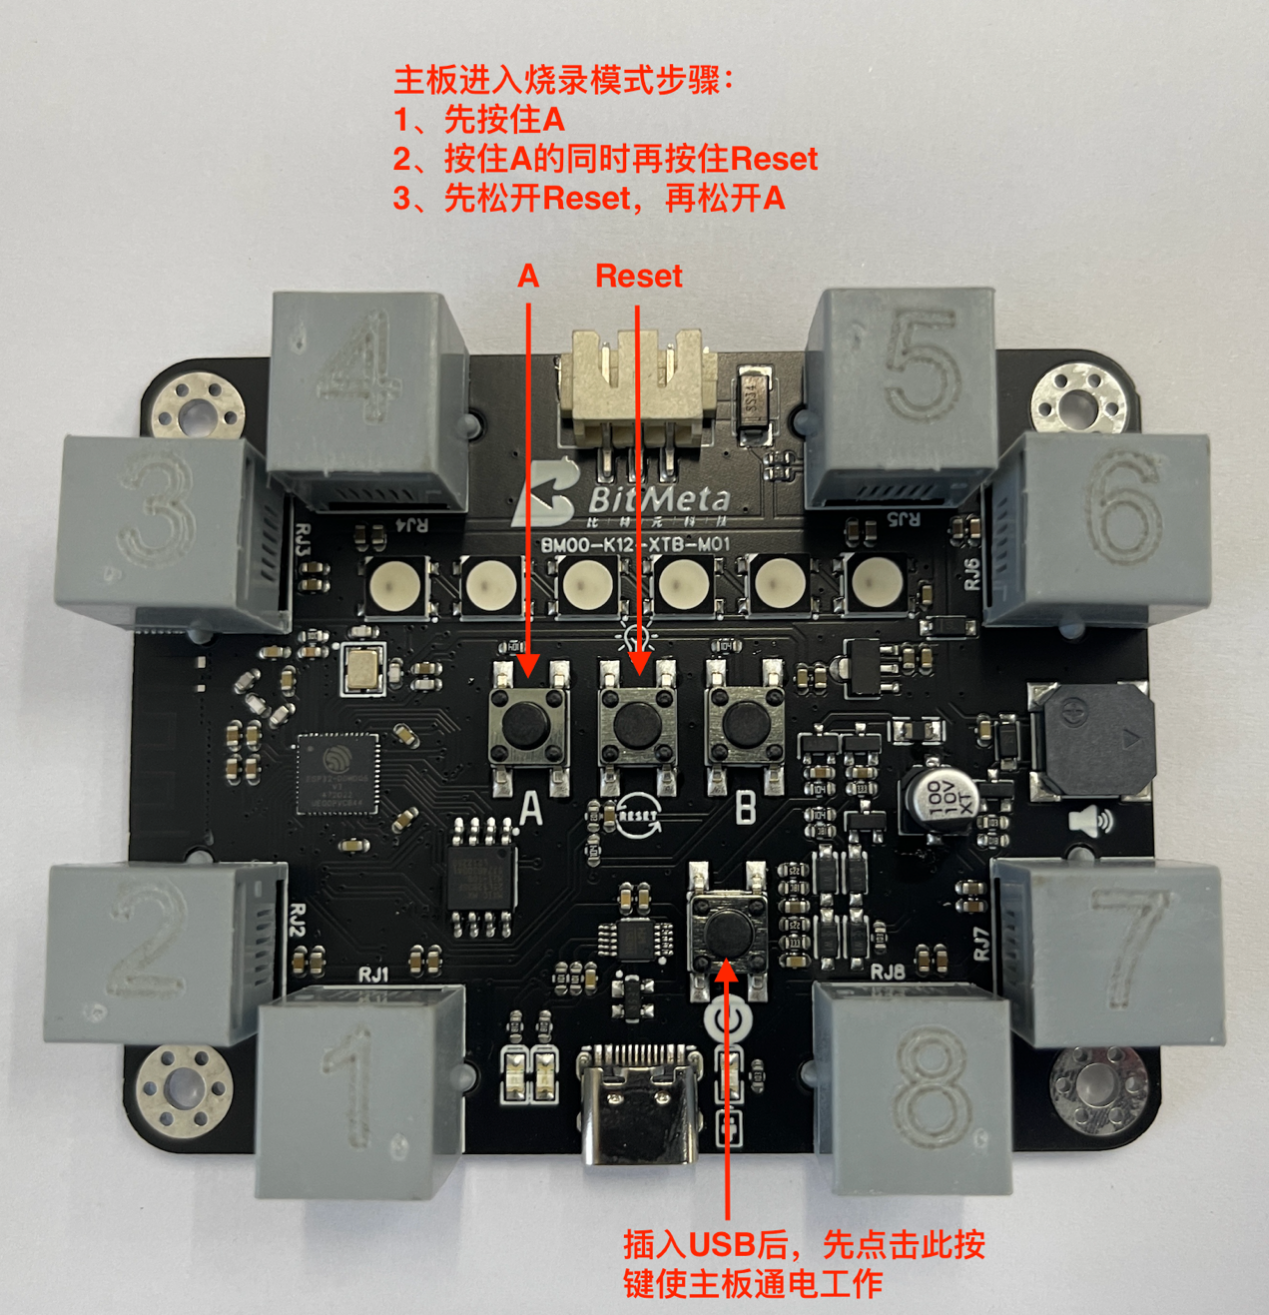 主板进入烧录模式步骤：
1、先按住A
2、按住A的同时再按住Reset
3、先松开Reset，再松开A
A
Reset
4
5
3
6
BitMeta
BM00-K12-XTB-M01
RJ4
RJ5
RJ3
RJ6
SS14
A
RESET
B
100
10V
XT
2
7
RJ2
RJ7
RJ1
RJ8
1
8
插入USB后，先点击此按
键使主板通电工作